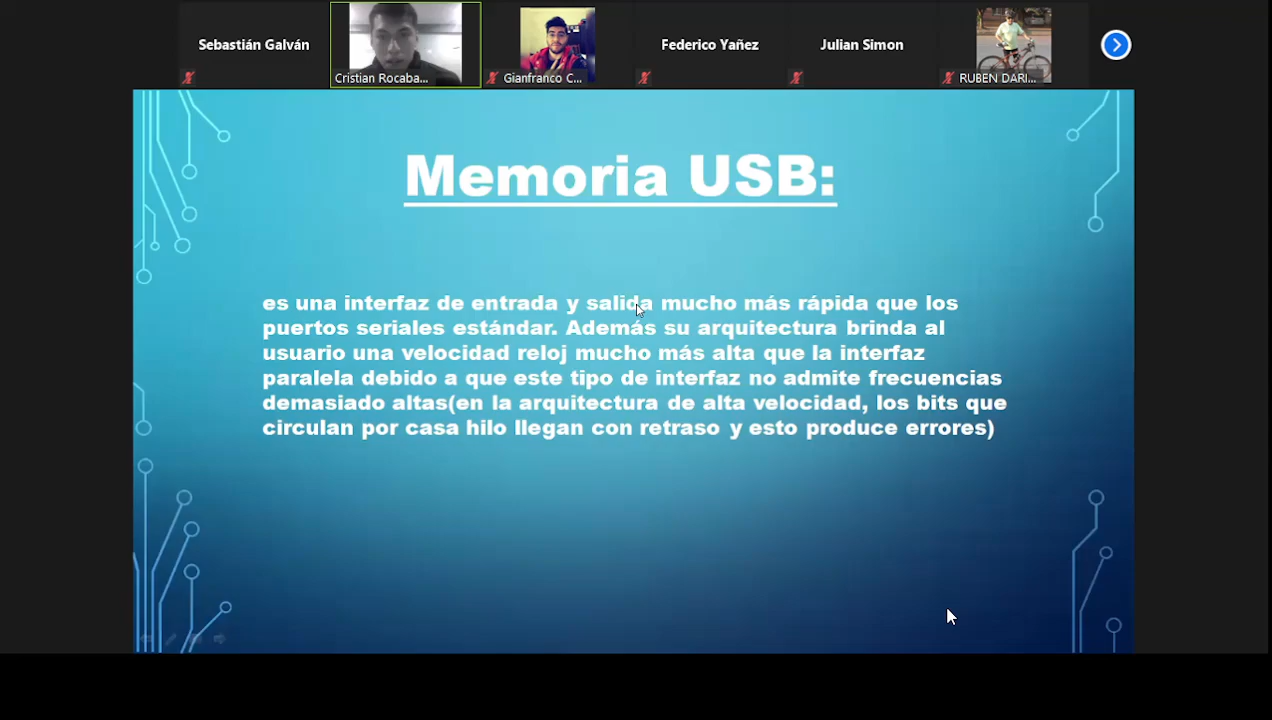 Sebastián Galván
Cristian Rocaba...
Gianfranco C...
Federico Yañez
Julian Simon
RUBEN DARI...
Memoria USB:
es una interfaz de entrada y salida mucho más rápida que los
puertos seriales estándar. Además su arquitectura brinda al
usuario una velocidad reloj mucho más alta que la interfaz
paralela debido a que este tipo de interfaz no admite frecuencias
demasiado altas(en la arquitectura de alta velocidad, los bits que
circulan por casa hilo llegan con retraso y esto produce errores)